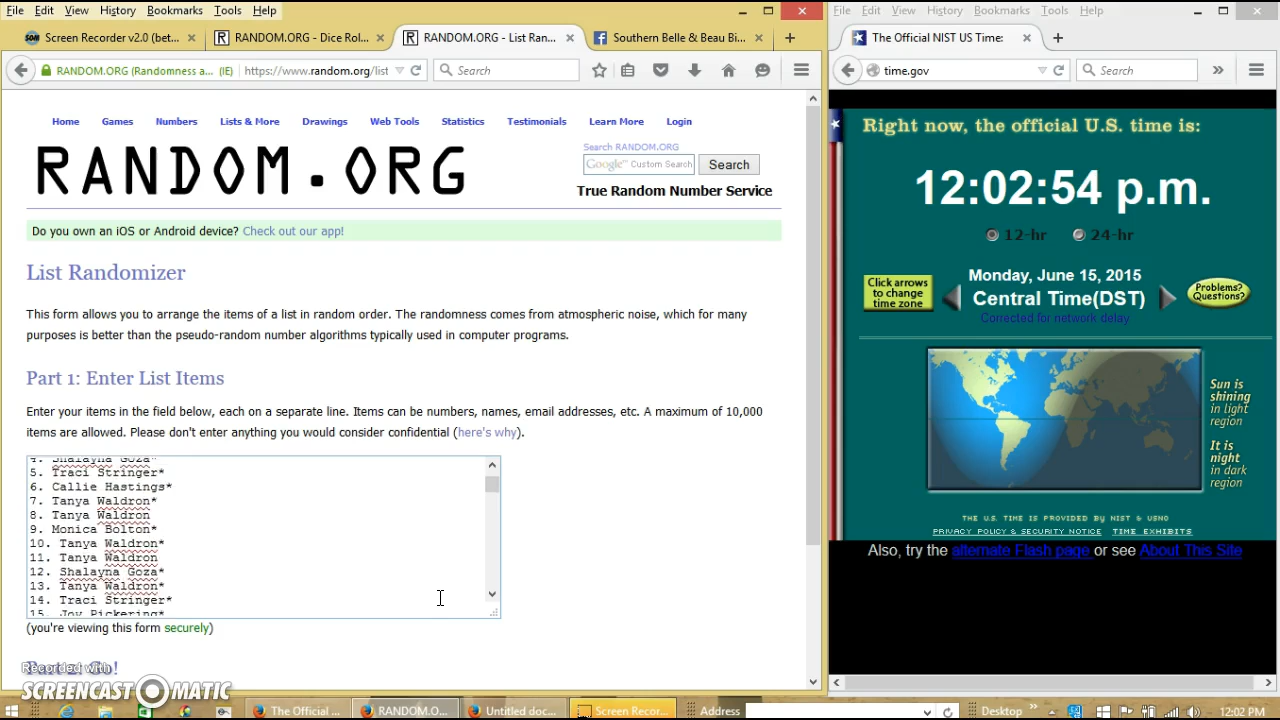 File Edit View History Bookmarks Tools Help
Screen Recorder v2.0 (bet...
RANDOM.ORG - Dice Rol...
RANDOM.ORG - List Ran...
Southern Belle & Beau Bi...
RANDOM.ORG (Randomness a... (IE)
https://www.random.org/list
Search
Home Games Numbers Lists & More Drawings Web Tools Statistics Testimonials Learn More Login
RANDOM.ORG
Search RANDOM.ORG
Google™ Custom Search
Search
True Random Number Service
Do you own an iOS or Android device? Check out our app!
List Randomizer
This form allows you to arrange the items of a list in random order. The randomness comes from atmospheric noise, which for many
purposes is better than the pseudo-random number algorithms typically used in computer programs.
Part 1: Enter List Items
Enter your items in the field below, each on a separate line. Items can be numbers, names, email addresses, etc. A maximum of 10,000
items are allowed. Please don't enter anything you would consider confidential (here's why).
4. Shalayna Goza*
5. Traci Stringer*
6. Callie Hastings*
7. Tanya Waldron*
8. Tanya Waldron
9. Monica Solton*
10. Tanya Waldron*
11. Tanya Waldron
12. Shalayna Goza*
13. Tanya Waldron*
14. Traci Stringer*
15. Joy Pickering*
(you're viewing this form securely)
Part 2: Go!
Recorded with
SCREENCAST MATIC
File Edit View History Bookmarks Tools Help
The Official NIST US Time:
time.gov
Search
Right now, the official U.S. time is:
12:02:54 p.m.
12-hr 24-hr
Click arrows
to change
time zone
Monday, June 15, 2015
Central Time(DST)
Corrected for network delay
Problems?
Questions?
Sun is
shining
in light
region
It is
night
in dark
region
THE U.S. TIME IS PROVIDED BY NIST & USNO
PRIVACY POLICY & SECURITY NOTICE TIME EXHIBITS
Also, try the alternate Flash page or see About This Site
The Official ...
RANDOM.O...
Untitled doc...
Screen Recor...
Address
Desktop
12:02 PM